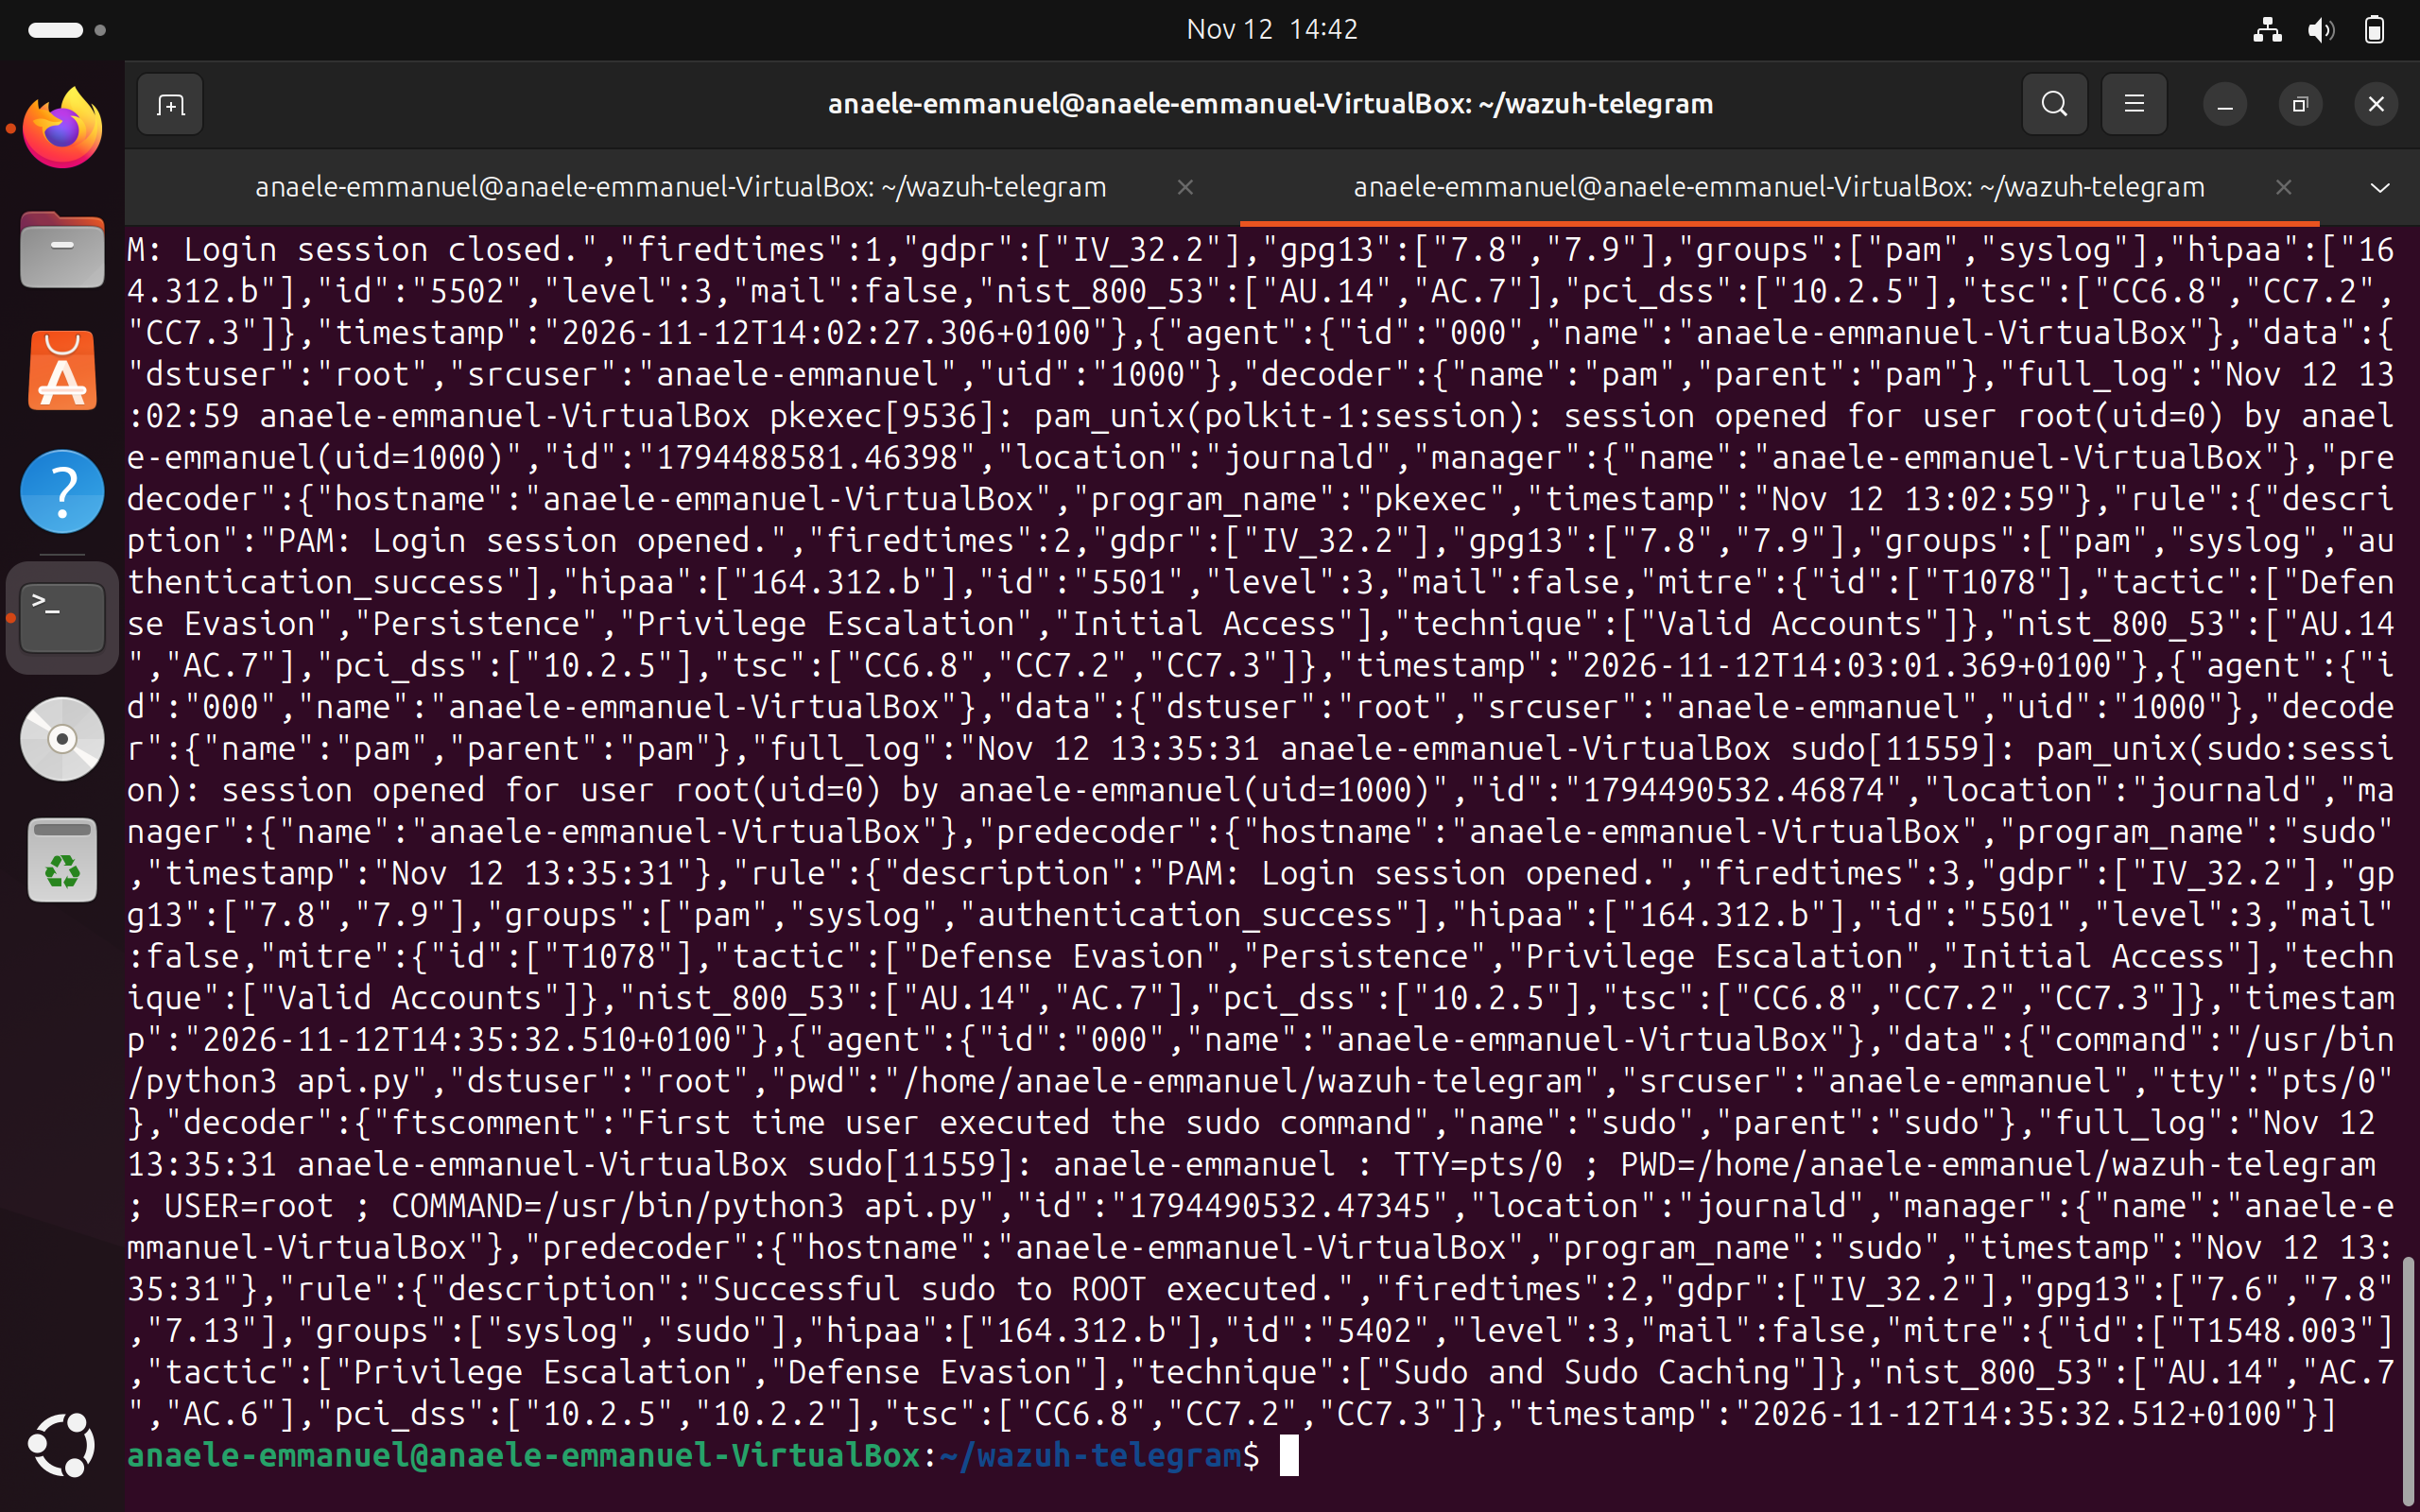 Nov 12 14:42
anaele-emmanuel@anaele-emmanuel-VirtualBox: ~/wazuh-telegram
anaele-emmanuel@anaele-emmanuel-VirtualBox: ~/wazuh-telegram
anaele-emmanuel@anaele-emmanuel-VirtualBox: ~/wazuh-telegram
M: Login session closed.","firedtimes":1,"gdpr":["IV_32.2"],"gpg13":["7.8","7.9"],"groups":["pam","syslog"],"hipaa":["16
4.312.b"],"id":"5502","level":3,"mail":false,"nist_800_53":["AU.14","AC.7"],"pci_dss":["10.2.5"],"tsc":["CC6.8","CC7.2",
"CC7.3"]},"timestamp":"2026-11-12T14:02:27.306+0100"},{"agent":{"id":"000","name":"anaele-emmanuel-VirtualBox"},"data":{
"dstuser":"root","srcuser":"anaele-emmanuel","uid":"1000"},"decoder":{"name":"pam","parent":"pam"},"full_log":"Nov 12 13
:02:59 anaele-emmanuel-VirtualBox pkexec[9536]: pam_unix(polkit-1:session): session opened for user root(uid=0) by anael
e-emmanuel(uid=1000)","id":"1794488581.46398","location":"journald","manager":{"name":"anaele-emmanuel-VirtualBox"},"pre
decoder":{"hostname":"anaele-emmanuel-VirtualBox","program_name":"pkexec","timestamp":"Nov 12 13:02:59"},"rule":{"descri
ption":"PAM: Login session opened.","firedtimes":2,"gdpr":["IV_32.2"],"gpg13":["7.8","7.9"],"groups":["pam","syslog","au
thentication_success"],"hipaa":["164.312.b"],"id":"5501","level":3,"mail":false,"mitre":{"id":["T1078"],"tactic":["Defen
se Evasion","Persistence","Privilege Escalation","Initial Access"],"technique":["Valid Accounts"]},"nist_800_53":["AU.14
","AC.7"],"pci_dss":["10.2.5"],"tsc":["CC6.8","CC7.2","CC7.3"]},"timestamp":"2026-11-12T14:03:01.369+0100"},{"agent":{"i
d":"000","name":"anaele-emmanuel-VirtualBox"},"data":{"dstuser":"root","srcuser":"anaele-emmanuel","uid":"1000"},"decode
r":{"name":"pam","parent":"pam"},"full_log":"Nov 12 13:35:31 anaele-emmanuel-VirtualBox sudo[11559]: pam_unix(sudo:sessi
on): session opened for user root(uid=0) by anaele-emmanuel(uid=1000)","id":"1794490532.46874","location":"journald","ma
nager":{"name":"anaele-emmanuel-VirtualBox"},"predecoder":{"hostname":"anaele-emmanuel-VirtualBox","program_name":"sudo"
,"timestamp":"Nov 12 13:35:31"},"rule":{"description":"PAM: Login session opened.","firedtimes":3,"gdpr":["IV_32.2"],"gp
g13":["7.8","7.9"],"groups":["pam","syslog","authentication_success"],"hipaa":["164.312.b"],"id":"5501","level":3,"mail"
:false,"mitre":{"id":["T1078"],"tactic":["Defense Evasion","Persistence","Privilege Escalation","Initial Access"],"techn
ique":["Valid Accounts"]},"nist_800_53":["AU.14","AC.7"],"pci_dss":["10.2.5"],"tsc":["CC6.8","CC7.2","CC7.3"]},"timestam
p":"2026-11-12T14:35:32.510+0100"},{"agent":{"id":"000","name":"anaele-emmanuel-VirtualBox"},"data":{"command":"/usr/bin
/python3 api.py","dstuser":"root","pwd":"/home/anaele-emmanuel/wazuh-telegram","srcuser":"anaele-emmanuel","tty":"pts/0"
},"decoder":{"ftscomment":"First time user executed the sudo command","name":"sudo","parent":"sudo"},"full_log":"Nov 12
13:35:31 anaele-emmanuel-VirtualBox sudo[11559]: anaele-emmanuel : TTY=pts/0 ; PWD=/home/anaele-emmanuel/wazuh-telegram
; USER=root ; COMMAND=/usr/bin/python3 api.py","id":"1794490532.47345","location":"journald","manager":{"name":"anaele-e
mmanuel-VirtualBox"},"predecoder":{"hostname":"anaele-emmanuel-VirtualBox","program_name":"sudo","timestamp":"Nov 12 13:
35:31"},"rule":{"description":"Successful sudo to ROOT executed.","firedtimes":2,"gdpr":["IV_32.2"],"gpg13":["7.6","7.8"
,"7.13"],"groups":["syslog","sudo"],"hipaa":["164.312.b"],"id":"5402","level":3,"mail":false,"mitre":{"id":["T1548.003"]
,"tactic":["Privilege Escalation","Defense Evasion"],"technique":["Sudo and Sudo Caching"]},"nist_800_53":["AU.14","AC.7
","AC.6"],"pci_dss":["10.2.5","10.2.2"],"tsc":["CC6.8","CC7.2","CC7.3"]},"timestamp":"2026-11-12T14:35:32.512+0100"}]
anaele-emmanuel@anaele-emmanuel-VirtualBox:~/wazuh-telegram$